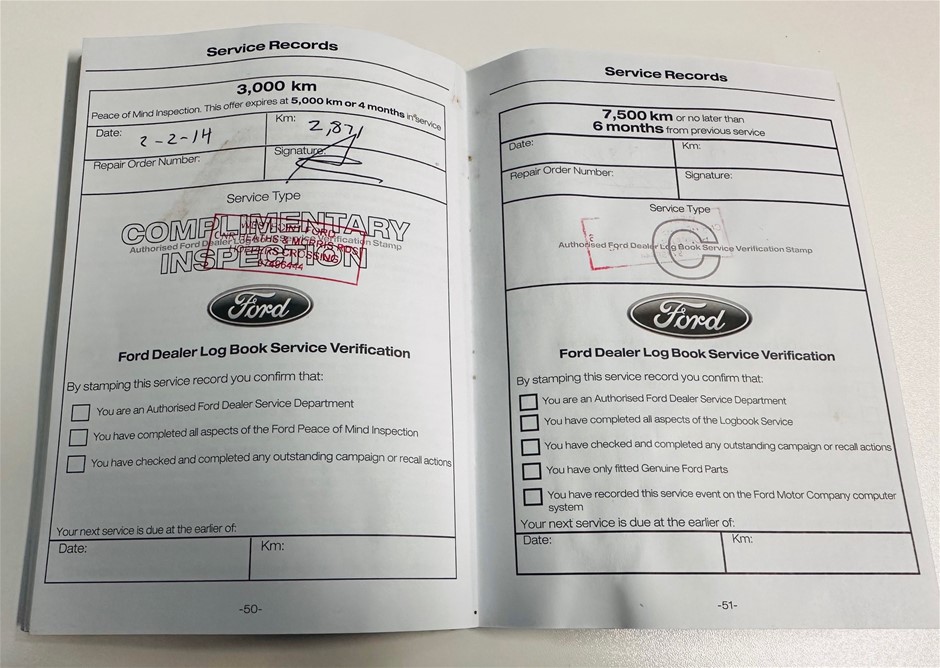 Service Records
3,000 km
Peace of Mind Inspection. This offer expires at 5,000 km or 4 months in service
Date: 2-2-14
Km: 2,871
Repair Order Number:
Signature:
Service Type
COMPLIMENTARY
Authorised Ford Dealer Log Book Service Verification Stamp
INSPECTION
Ford
Ford Dealer Log Book Service Verification
By stamping this service record you confirm that:
You are an Authorised Ford Dealer Service Department
You have completed all aspects of the Ford Peace of Mind Inspection
You have checked and completed any outstanding campaign or recall actions
Your next service is due at the earlier of:
Date:
Km:
-50-
Service Records
7,500 km or no later than
6 months from previous service
Date:
Km:
Repair Order Number:
Signature:
Service Type
C
Authorised Ford Dealer Log Book Service Verification Stamp
Ford
Ford Dealer Log Book Service Verification
By stamping this service record you confirm that:
You are an Authorised Ford Dealer Service Department
You have completed all aspects of the Logbook Service
You have checked and completed any outstanding campaign or recall actions
You have only fitted Genuine Ford Parts
You have recorded this service event on the Ford Motor Company computer
system
Your next service is due at the earlier of:
Date:
Km:
-51-